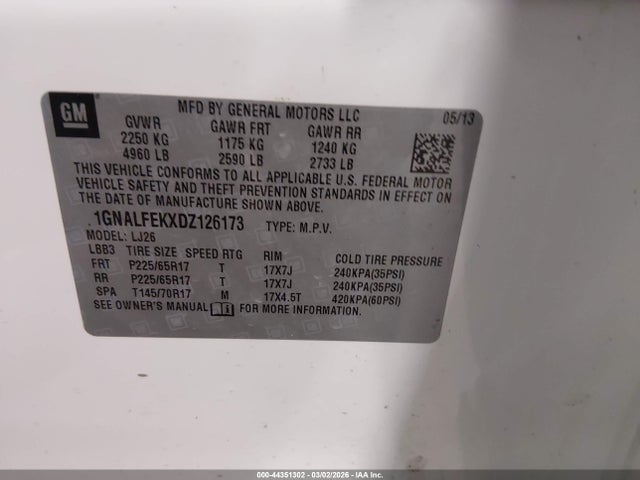 GM
MFD BY GENERAL MOTORS LLC 05/13
GVWR GAWR FRT GAWR RR
2250 KG 1175 KG 1240 KG
4960 LB 2590 LB 2733 LB
THIS VEHICLE CONFORMS TO ALL APPLICABLE U.S. FEDERAL MOTOR
VEHICLE SAFETY AND THEFT PREVENTION STANDARDS IN EFFECT ON
THE DATE OF MANUFACTURE SHOWN ABOVE.
1GNALFEKXDZ126173 TYPE: M.P.V.
MODEL: LJ26
LBB3 TIRE SIZE SPEED RTG RIM COLD TIRE PRESSURE
FRT P225/65R17 T 17X7J 240KPA(35PSI)
RR P225/65R17 T 17X7J 240KPA(35PSI)
SPA T145/70R17 M 17X4.5T 420KPA(60PSI)
SEE OWNER'S MANUAL FOR MORE INFORMATION.
000-44351302 - 03/02/2026 - IAA Inc.